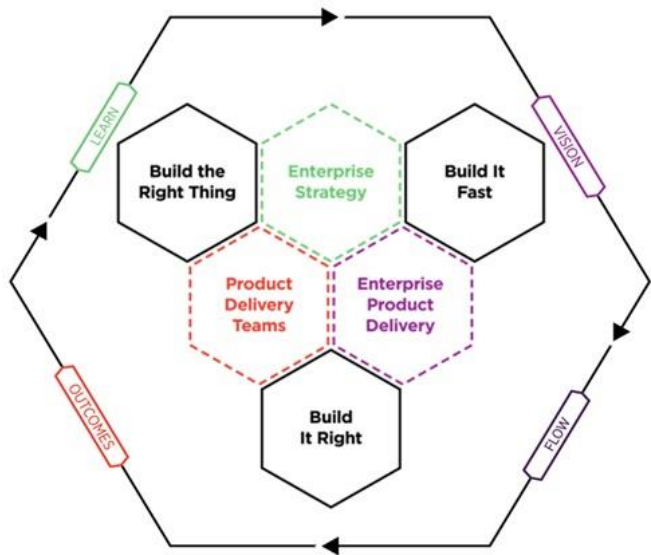 LEARN
VISION
Build the
Right Thing
Enterprise
Strategy
Build It
Fast
Product
Delivery
Teams
Enterprise
Product
Delivery
OUTCOMES
Build
It Right
FLOW